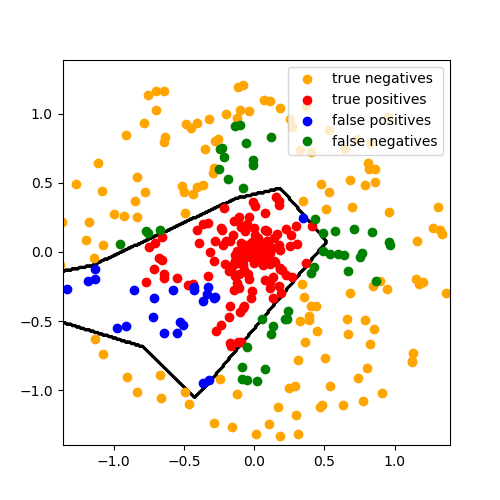 true negatives
true positives
false positives
false negatives
1.0
0.5
0.0
−0.5
−1.0
−1.0 −0.5 0.0 0.5 1.0